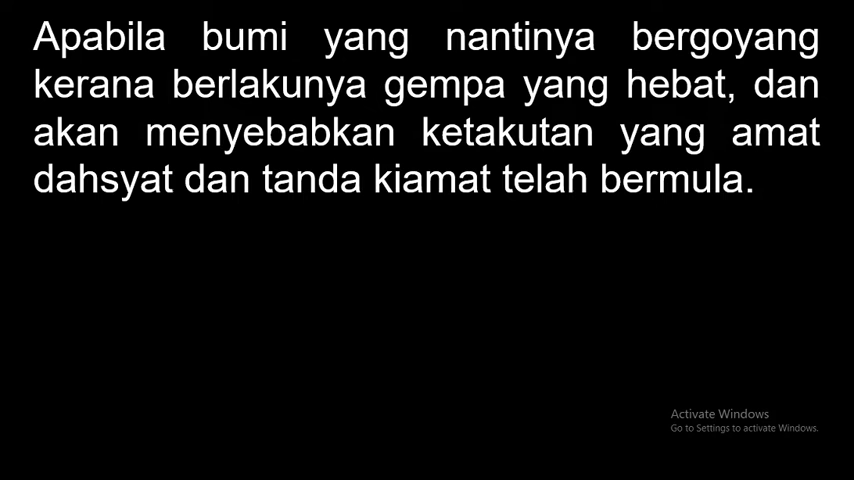 Apabila bumi yang nantinya bergoyang
kerana berlakunya gempa yang hebat, dan
akan menyebabkan ketakutan yang amat
dahsyat dan tanda kiamat telah bermula.
Activate Windows
Go to Settings to activate Windows.